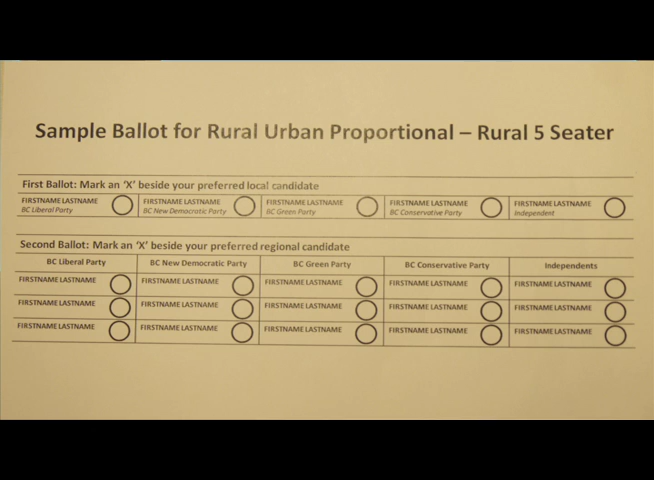 Sample Ballot for Rural Urban Proportional – Rural 5 Seater
First Ballot: Mark an 'X' beside your preferred local candidate
FIRSTNAME LASTNAME FIRSTNAME LASTNAME FIRSTNAME LASTNAME FIRSTNAME LASTNAME FIRSTNAME LASTNAME
BC Liberal Party BC New Democratic Party BC Green Party BC Conservative Party Independent
Second Ballot: Mark an 'X' beside your preferred regional candidate
BC Liberal Party BC New Democratic Party BC Green Party BC Conservative Party Independents
FIRSTNAME LASTNAME FIRSTNAME LASTNAME FIRSTNAME LASTNAME FIRSTNAME LASTNAME FIRSTNAME LASTNAME
FIRSTNAME LASTNAME FIRSTNAME LASTNAME FIRSTNAME LASTNAME FIRSTNAME LASTNAME FIRSTNAME LASTNAME
FIRSTNAME LASTNAME FIRSTNAME LASTNAME FIRSTNAME LASTNAME FIRSTNAME LASTNAME FIRSTNAME LASTNAME